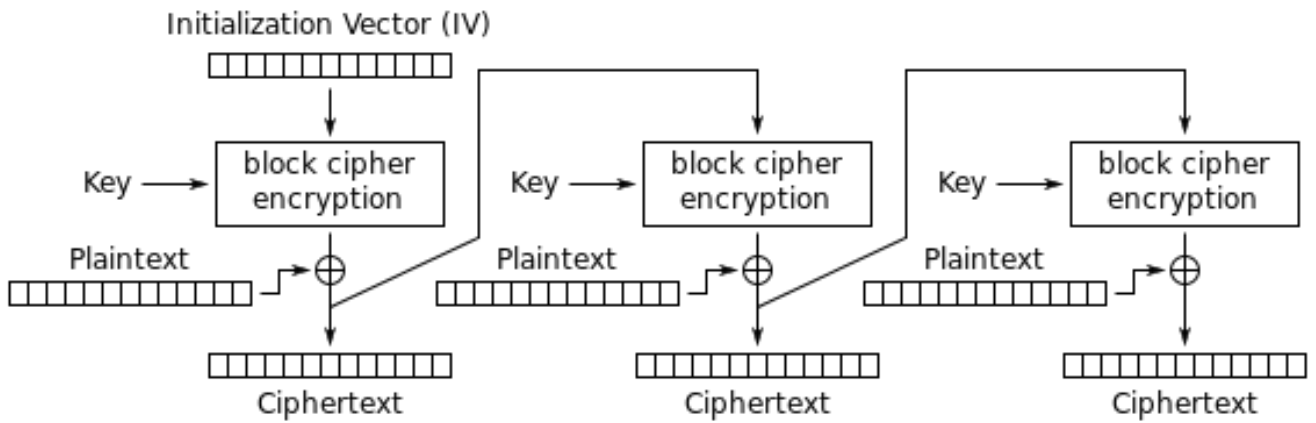 Initialization Vector (IV)
Key
block cipher
encryption
Key
block cipher
encryption
Key
block cipher
encryption
Plaintext
Plaintext
Plaintext
Ciphertext
Ciphertext
Ciphertext